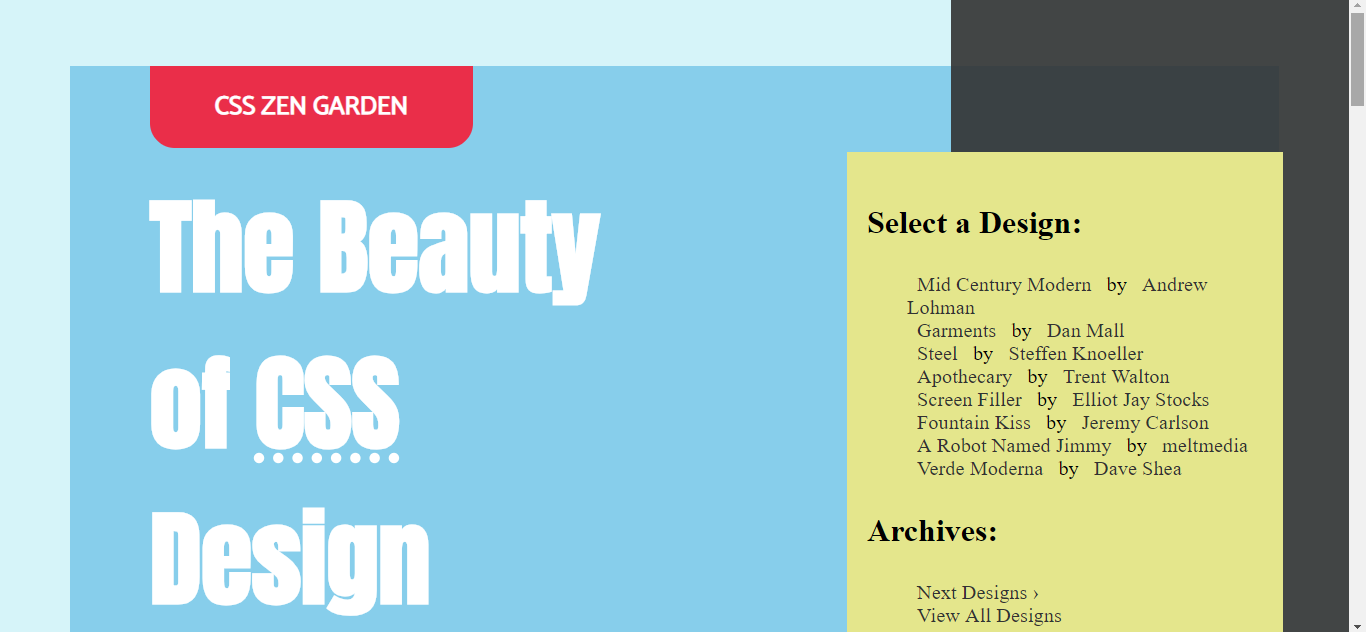 CSS ZEN GARDEN
The Beauty
of CSS
Design
Select a Design:
Mid Century Modern by Andrew
Lohman
Garments by Dan Mall
Steel by Steffen Knoeller
Apothecary by Trent Walton
Screen Filler by Elliot Jay Stocks
Fountain Kiss by Jeremy Carlson
A Robot Named Jimmy by meltmedia
Verde Moderna by Dave Shea
Archives:
Next Designs ›
View All Designs